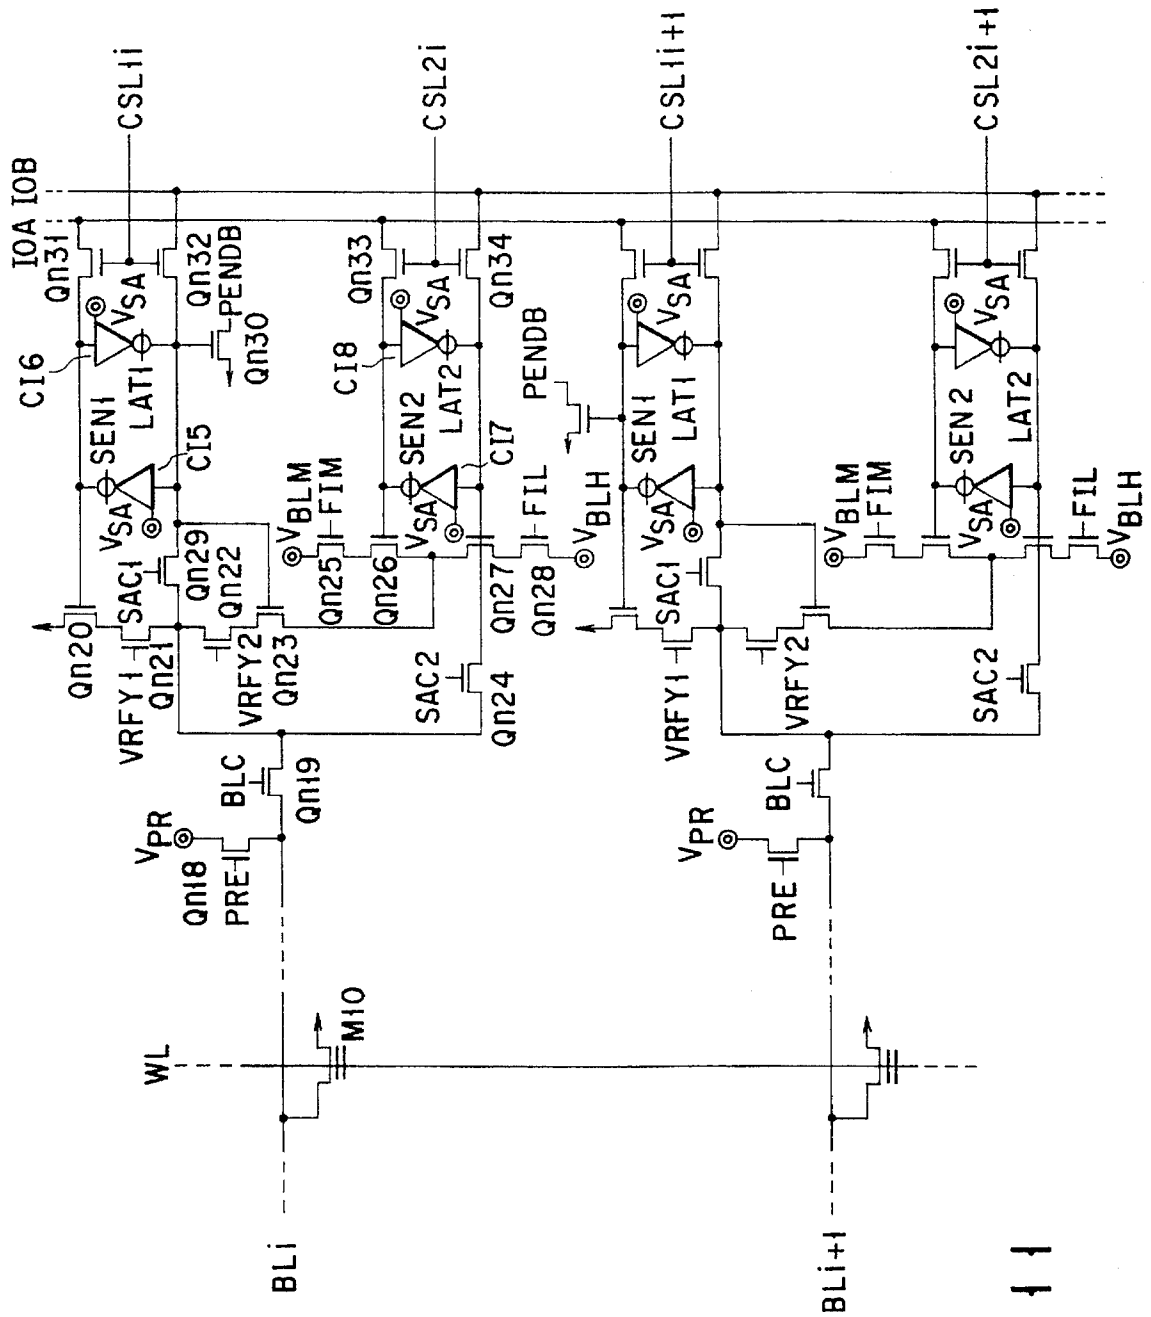 IOA
IOB
Qn31
CSL1i
CI6
VSA
Qn32
PENDB
Qn30
LAT1
SEN1
CI5
VSA
Qn29
SAC1
Qn22
Qn20
VRFY1
Qn21
VRFY2
Qn23
CSL2i
Qn33
Qn34
VSA
CI8
LAT2
SEN2
CI7
VSA
VBLM
FIM
Qn25
Qn26
Qn27
Qn28
FIL
VBLH
SAC2
Qn24
BLC
Qn19
VPR
Qn18
PRE
WL
M10
BLi
CSL1i+1
VSA
PENDB
SEN1
LAT1
VSA
SAC1
VRFY1
VRFY2
CSL2i+1
VSA
SEN2
LAT2
VSA
VBLM
FIM
FIL
VBLH
SAC2
BLC
VPR
PRE
BLi+1